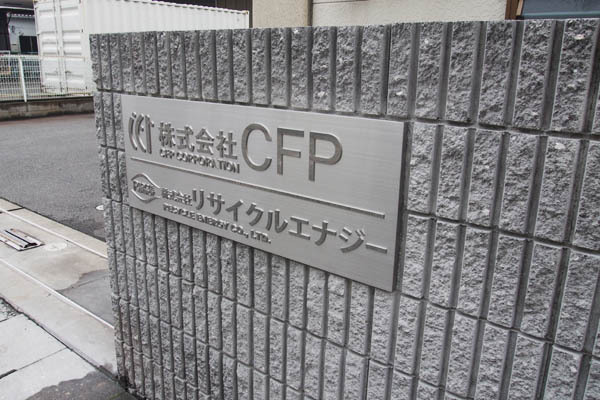 株式会社CFP
CFP CORPORATION
株式会社リサイクルエナジー
RECYCLE ENERGY CO., LTD.